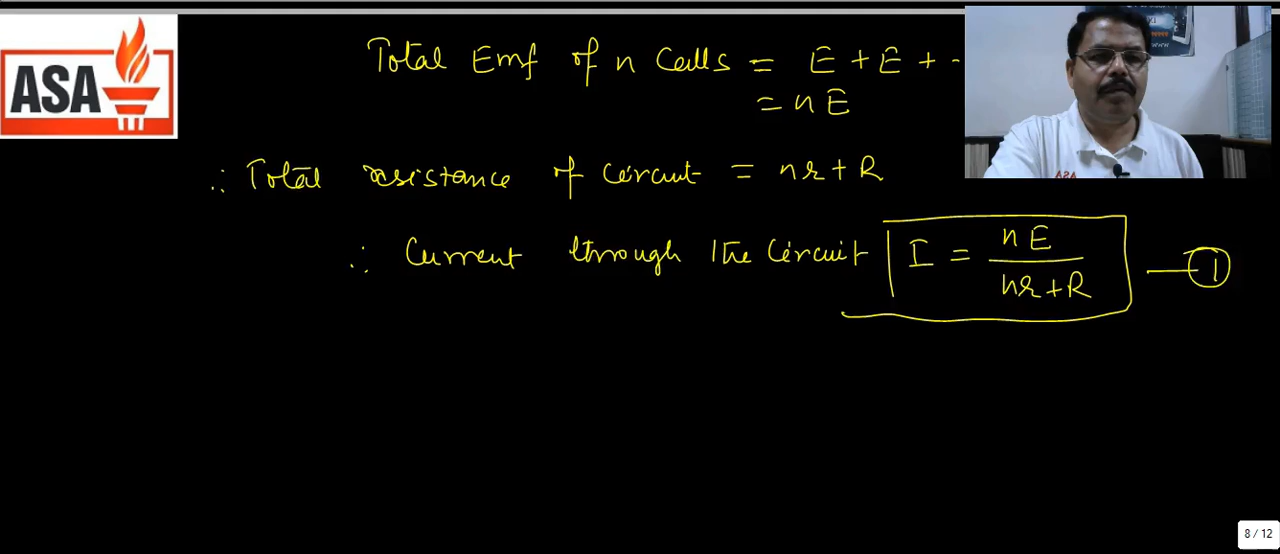 ASA
Total Emf of n Cells = E + E + -
= n E
∴ Total resistance of circuit = nr + R
∴ Current through the circuit I = nE / nr + R — ①
ASA
8 / 12